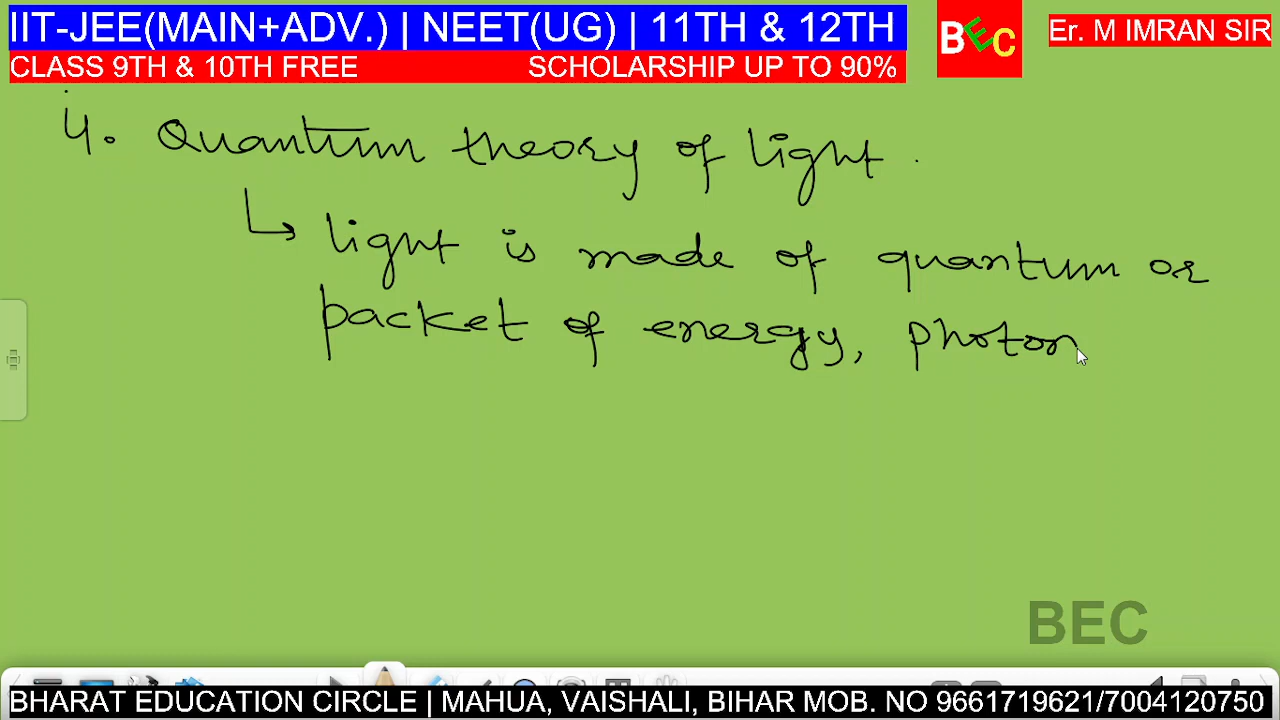 IIT-JEE(MAIN+ADV.) | NEET(UG) | 11TH & 12TH
BEC
Er. M IMRAN SIR
CLASS 9TH & 10TH FREE SCHOLARSHIP UP TO 90%
4. Quantum theory of light.
↳ light is made of quantum or
packet of energy, photon
BEC
BHARAT EDUCATION CIRCLE | MAHUA, VAISHALI, BIHAR MOB. NO 9661719621/7004120750